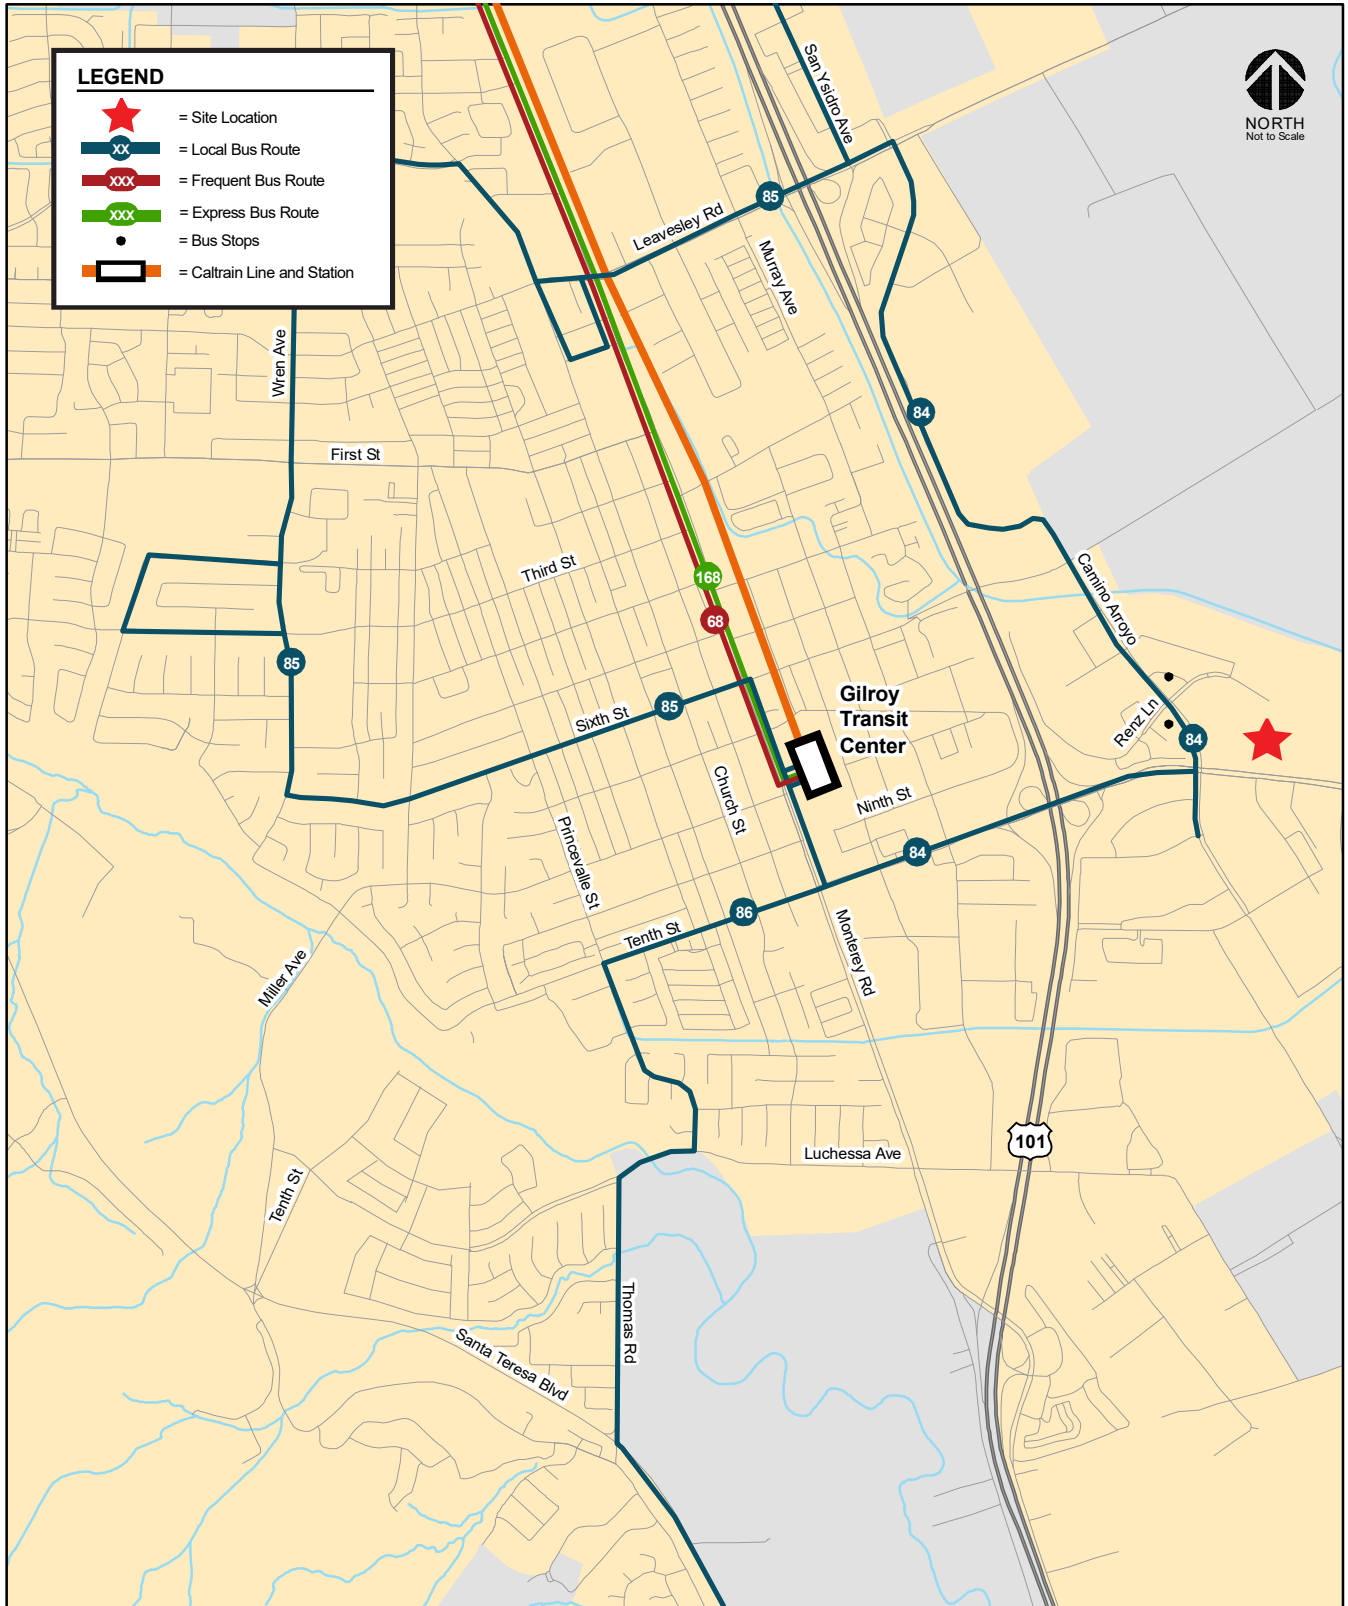 LEGEND
= Site Location
XX = Local Bus Route
XXX = Frequent Bus Route
XXX = Express Bus Route
= Bus Stops
= Caltrain Line and Station
NORTH
Not to Scale
San Ysidro Ave
85
Leavesley Rd
Murray Ave
Wren Ave
84
First St
Third St
168
68
Camino Arroyo
85
85
Sixth St
Gilroy
Transit
Center
Renz Ln
84
Church St
Ninth St
Princevalle St
84
86
Tenth St
Monterey Rd
Miller Ave
101
Luchessa Ave
Tenth St
Thomas Rd
Santa Teresa Blvd